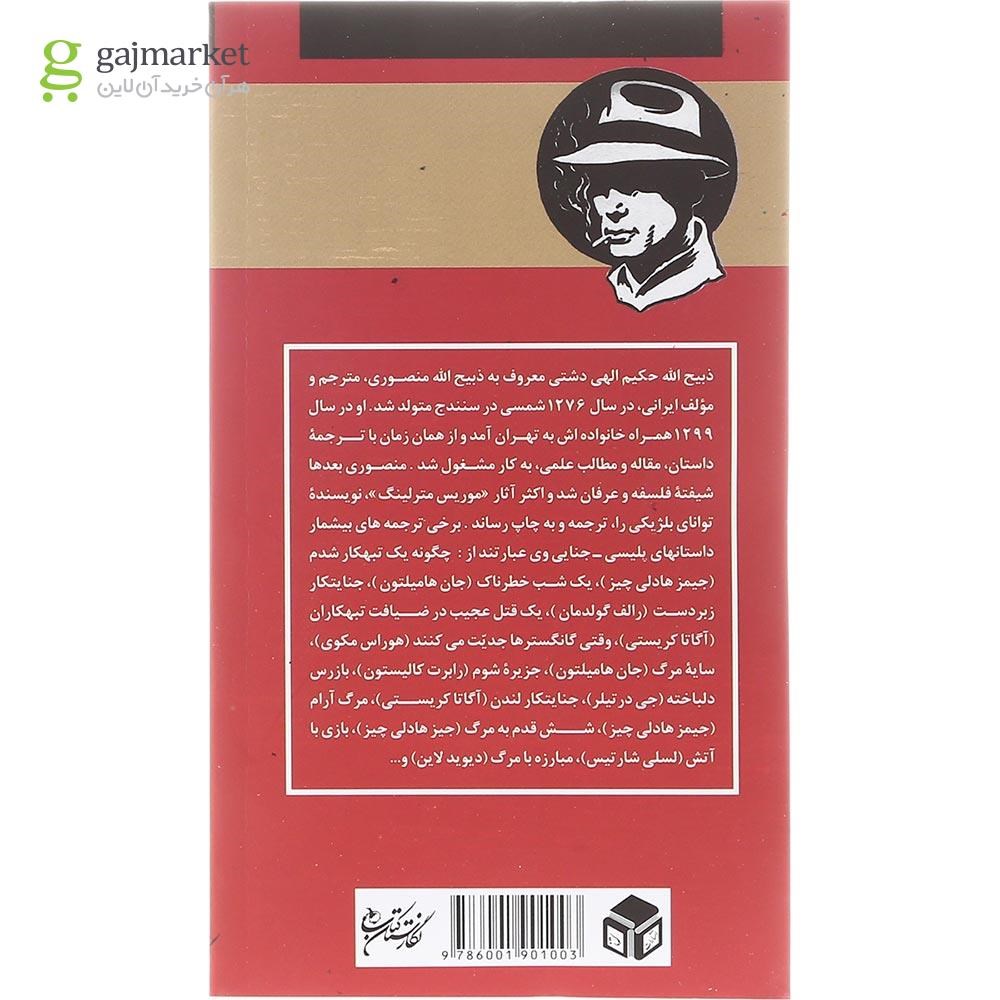 gajmarket
هر آن خرید آن لاین
ذبیح الله حکیم الهی دشتی معروف به ذبیح الله منصوری، مترجم و
مؤلف ایرانی، در سال ۱۲۷۶شمسی در سنندج متولد شد. او در سال
۱۲۹۹همراه خانواده اش به تهران آمد و از همان زمان با ترجمهٔ
داستان، مقاله و مطالب علمی، به کار مشغول شد . منصوری بعدها
شیفتهٔ فلسفه و عرفان شد و اکثر آثار «موریس مترلینگ»، نویسندهٔ
توانای بلژیکی را، ترجمه و به چاپ رساند . برخی ترجمه های بیشمار
داستانهای پلیسی ـ جنایی وی عبارتند از : چگونه یک تبهکار شدم
(جیمز هادلی چیز )، یک شب خطرناک (جان هامیلتون )، جنایتکار
زبردست (رالف گولدمان )، یک قتل عجیب در ضیافت تبهکاران
(آگاتا کریستی)، وقتی گانگسترها جدیّت می کنند (هوراس مکوی)،
سایهٔ مرگ (جان هامیلتون)، جزیرهٔ شوم (رابرت کالیستون)، بازرس
دلباخته (جی درتیلر)، جنایتکار لندن (آگاتا کریستی)، مرگ آرام
(جیمز هادلی چیز)، شش قدم به مرگ (جیز هادلی چیز)، بازی با
آتش (لسلی شارتیس)، مبارزه با مرگ (دیوید لاین) و...
نگارستان کتاب
9 786001 901003